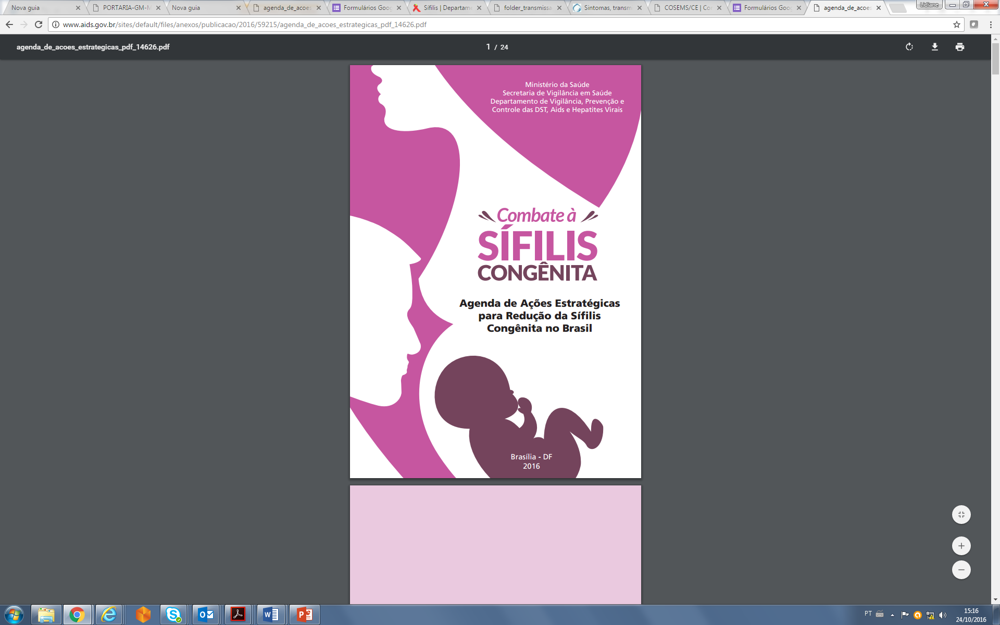 Nova guia
PORTARIA-GM-M
Nova guia
agenda_de_acoes
Formulários Goog
Sífilis | Departame
folder_transmissa
Sintomas, transm
COSEMS/CE | Co
Formulários Goog
agenda_de_acoes
Lidiane
www.aids.gov.br/sites/default/files/anexos/publicacao/2016/59215/agenda_de_acoes_estrategicas_pdf_14626.pdf
agenda_de_acoes_estrategicas_pdf_14626.pdf
1 / 24
Ministério da Saúde
Secretaria de Vigilância em Saúde
Departamento de Vigilância, Prevenção e
Controle das DST, Aids e Hepatites Virais
Combate à
SÍFILIS
CONGÊNITA
Agenda de Ações Estratégicas
para Redução da Sífilis
Congênita no Brasil
Brasília - DF
2016
PT
15:16
24/10/2016